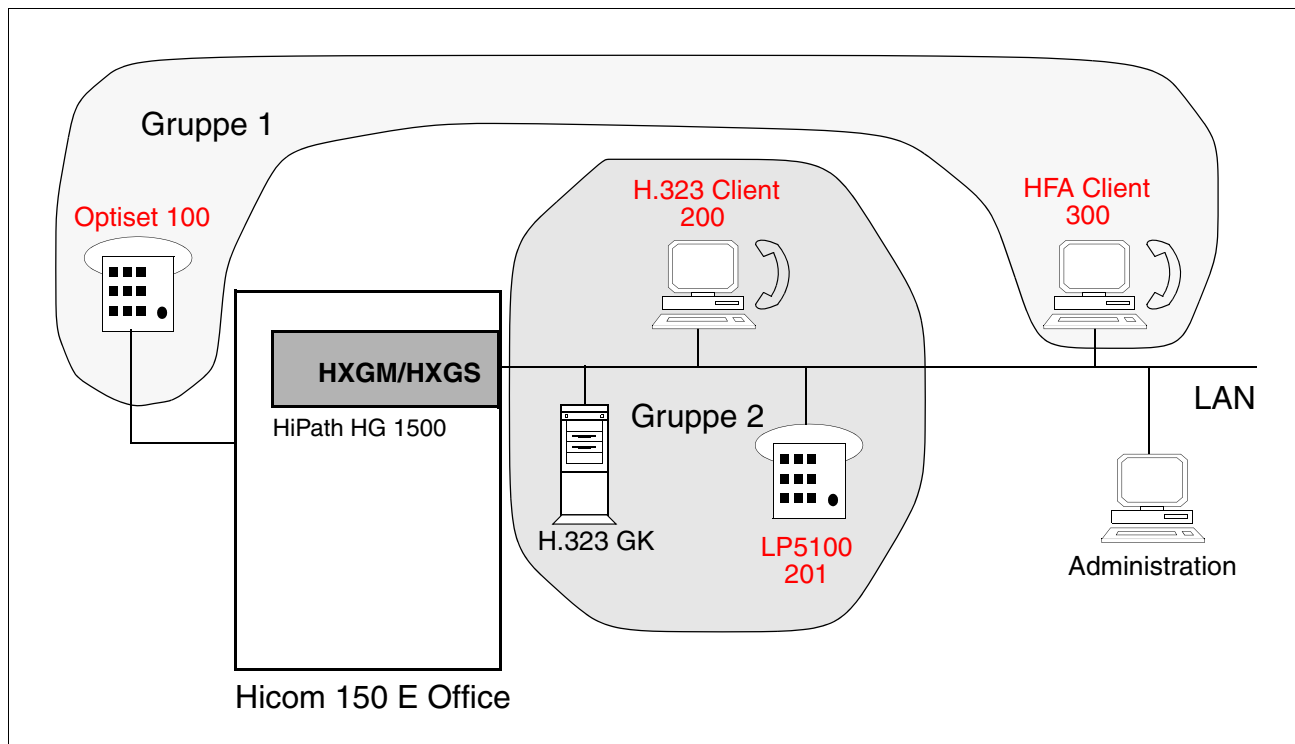 Gruppe 1
Optiset 100
H.323 Client
200
HFA Client
300
HXGM/HXGS
HiPath HG 1500
Gruppe 2
LAN
H.323 GK
LP5100
201
Administration
Hicom 150 E Office